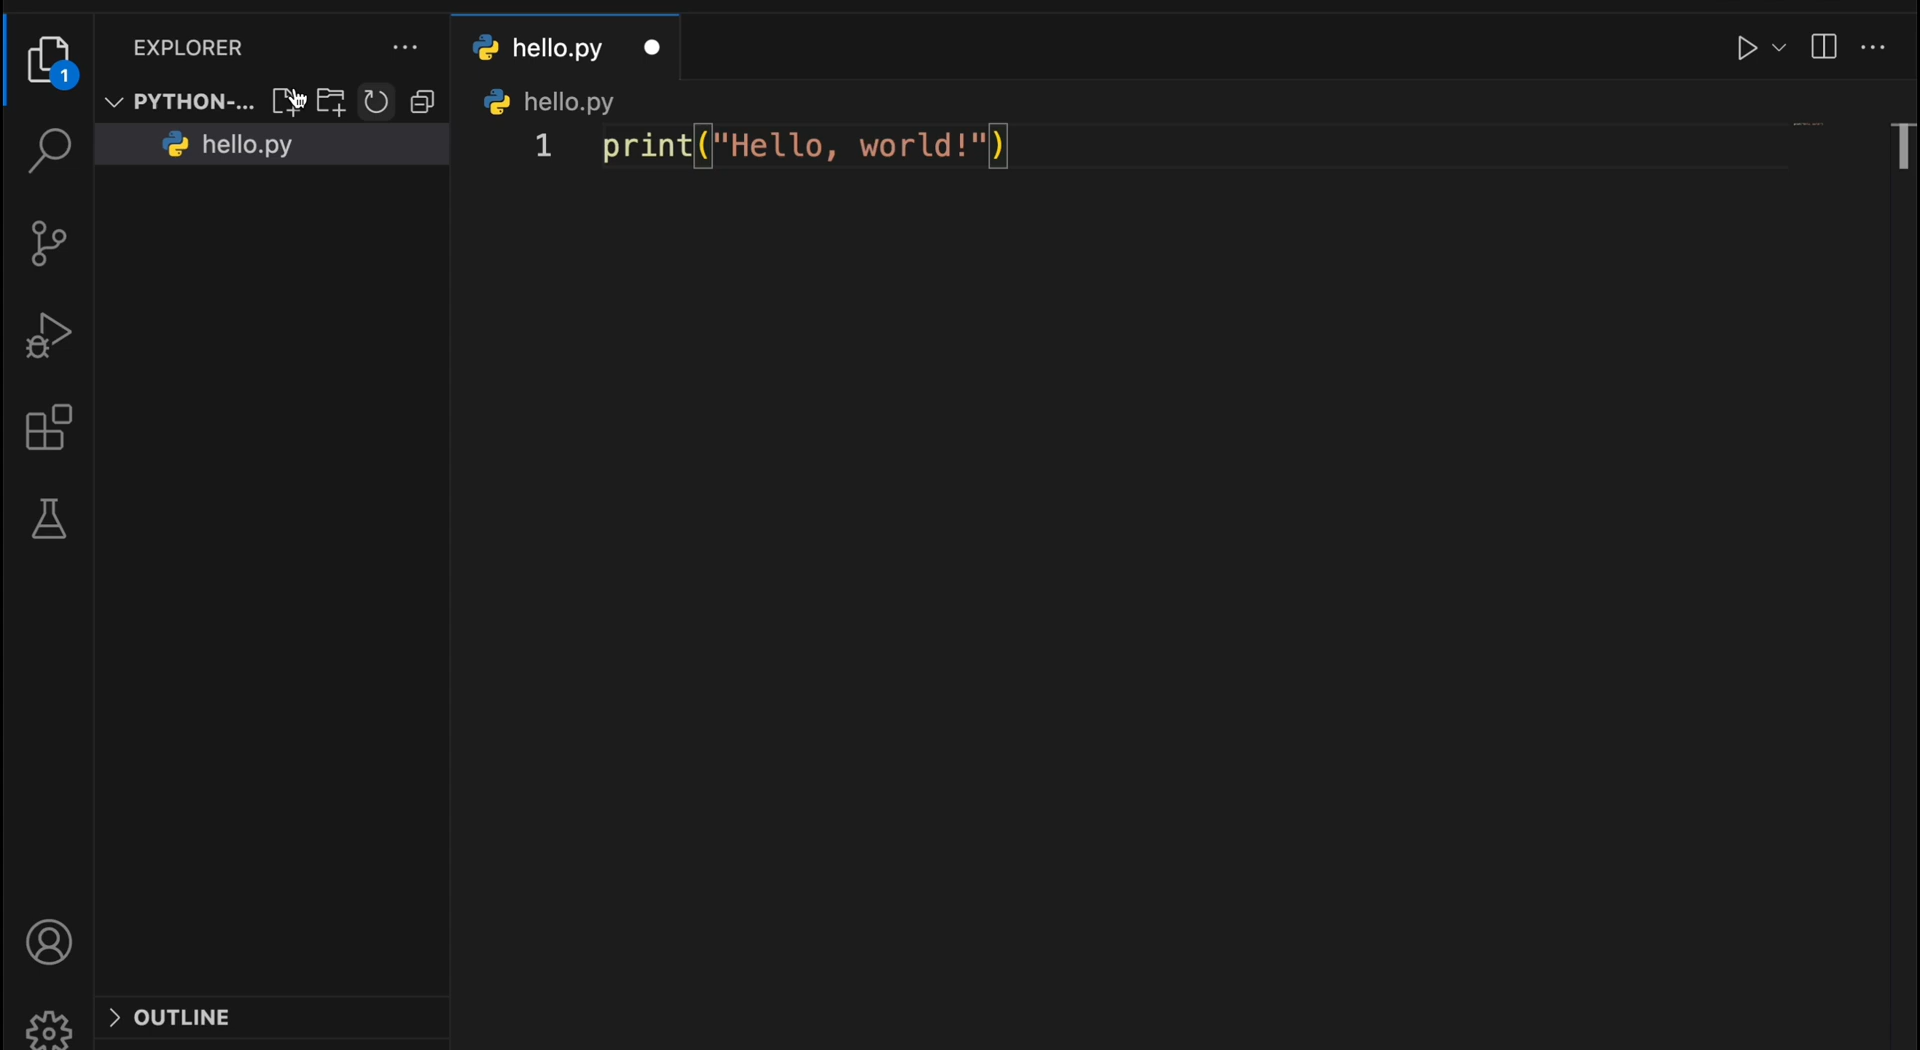 EXPLORER
PYTHON-...
hello.py
1
OUTLINE
hello.py
hello.py
1 print("Hello, world!")